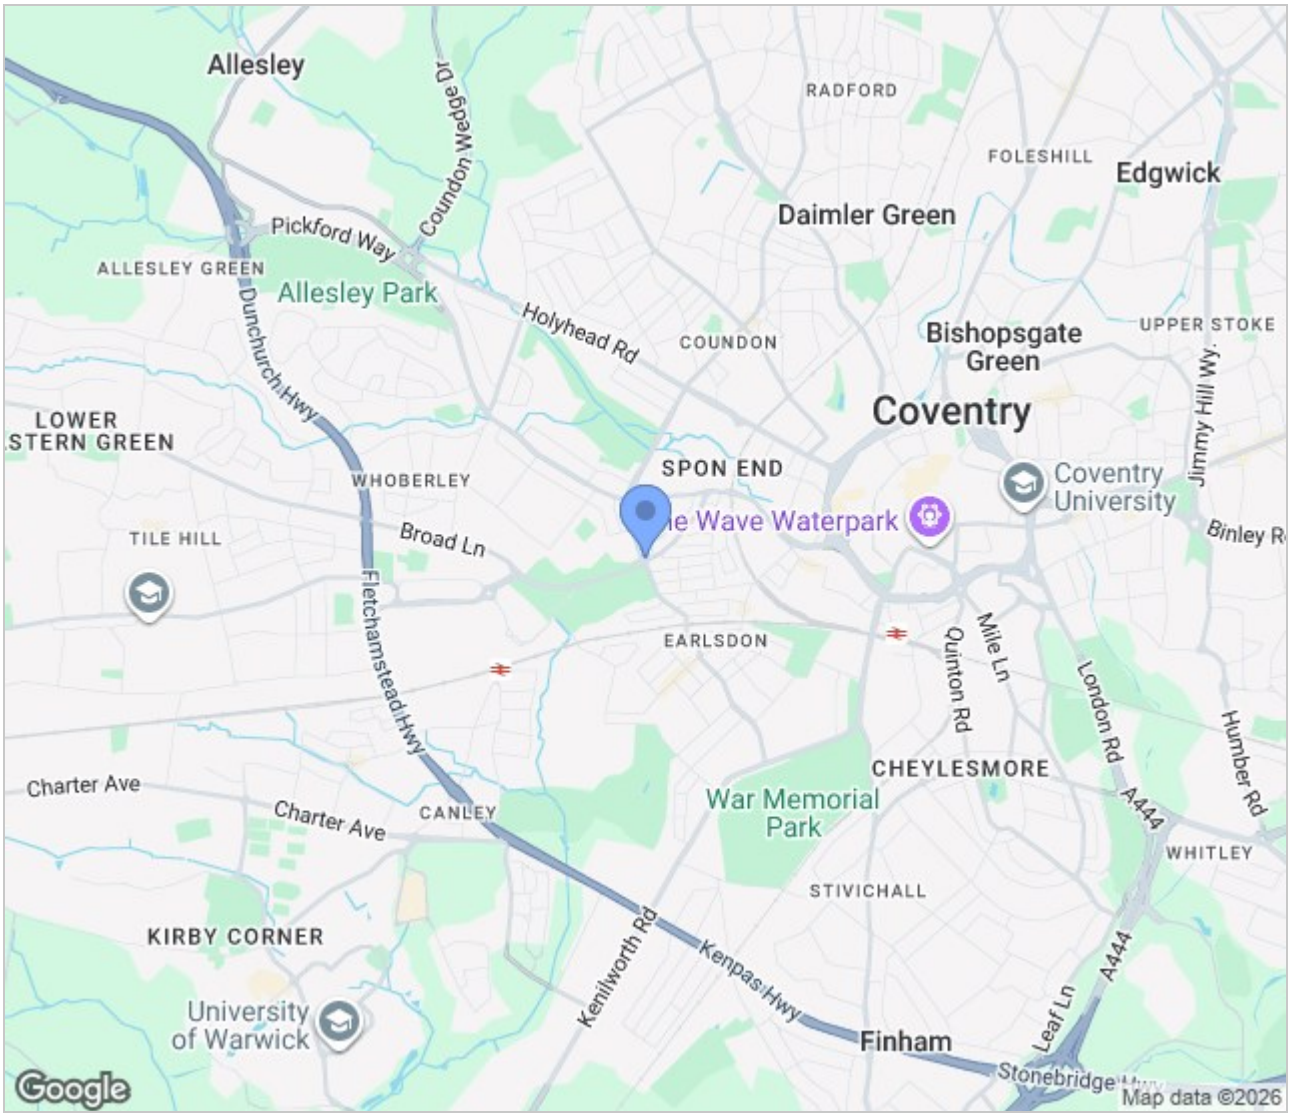 Allesley
Coundon Wedge Dr
RADFORD
FOLESHILL
Edgwick
Daimler Green
Pickford Way
ALLESLEY GREEN
Allesley Park
Dunchurch Hwy
Holyhead Rd
COUNDON
Bishopsgate
Green
UPPER STOKE
Jimmy Hill Wy.
Coventry
LOWER
STERN GREEN
WHOBERLEY
SPON END
Coventry
University
Broad Ln
e Wave Waterpark
Binley R
TILE HILL
Fletchamstead Hwy
EARLSDON
Quinton Rd
Mile Ln
London Rd
Humber Rd
CHEYLESMORE
Charter Ave
Charter Ave
CANLEY
War Memorial
Park
A444
WHITLEY
STIVICHALL
KIRBY CORNER
Kenilworth Rd
Kenpas Hwy
A444
University
of Warwick
Finham
Leaf Ln
Stonebridge Hwy
Google
Map data ©2026